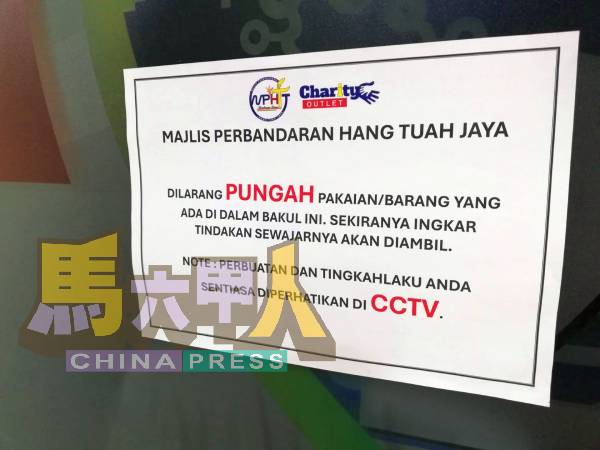 MPHTJ
Charity
OUTLET
MAJLIS PERBANDARAN HANG TUAH JAYA
DILARANG PUNGAH PAKAIAN/BARANG YANG
ADA DI DALAM BAKUL INI. SEKIRANYA INGKAR
TINDAKAN SEWAJARNYA AKAN DIAMBIL.
NOTE : PERBUATAN DAN TINGKAHLAKU ANDA
SENTIASA DIPERHATIKAN DI CCTV.
馬六甲人
CHINA PRESS